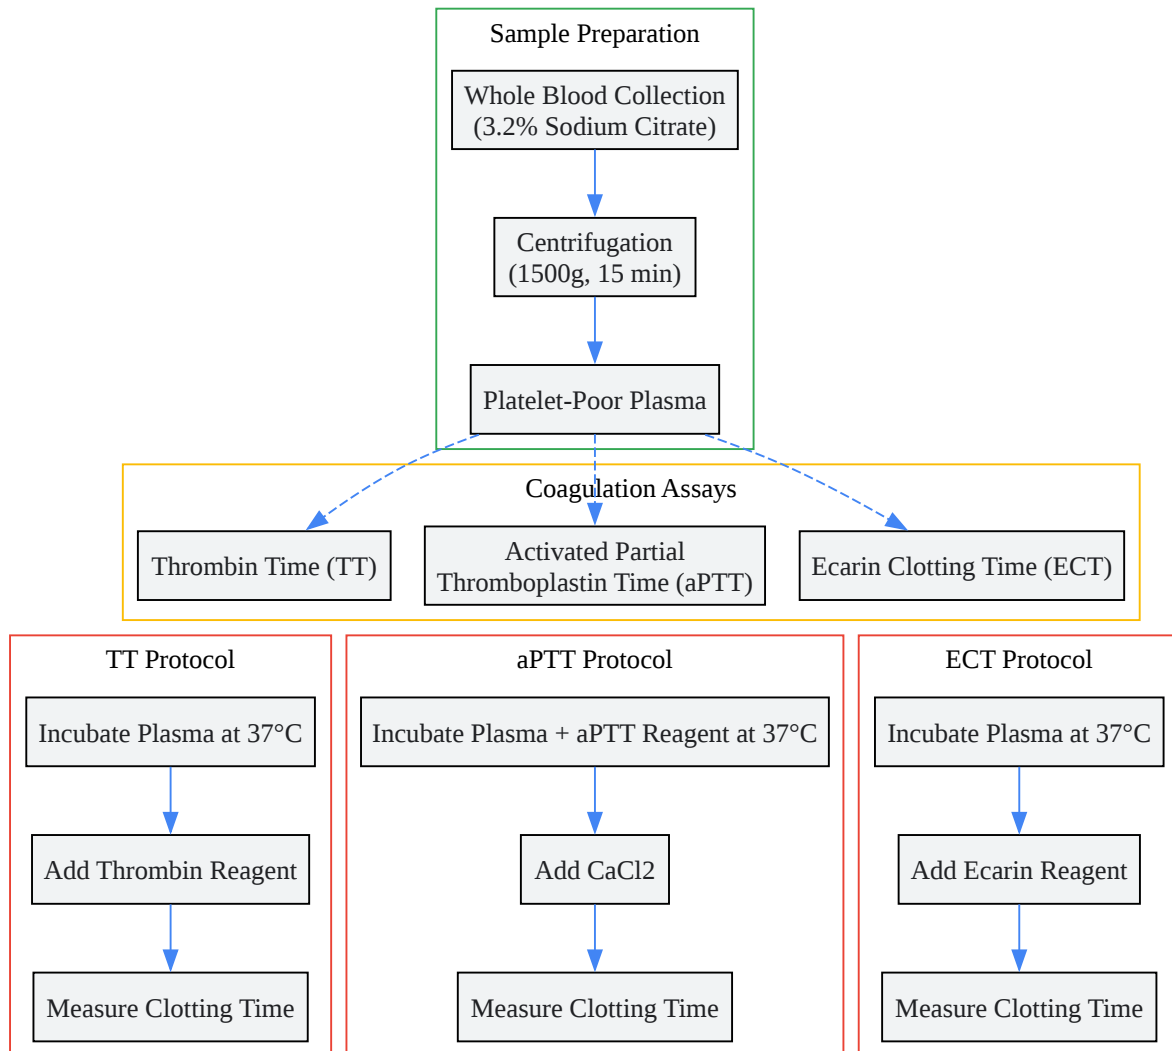 Sample Preparation
Whole Blood Collection
(3.2% Sodium Citrate)
Centrifugation
(1500g, 15 min)
Platelet-Poor Plasma
Coagulation Assays
Thrombin Time (TT)
Activated Partial
Thromboplastin Time (aPTT)
Ecarin Clotting Time (ECT)
TT Protocol
Incubate Plasma at 37°C
Add Thrombin Reagent
Measure Clotting Time
aPTT Protocol
Incubate Plasma + aPTT Reagent at 37°C
Add CaCl2
Measure Clotting Time
ECT Protocol
Incubate Plasma at 37°C
Add Ecarin Reagent
Measure Clotting Time